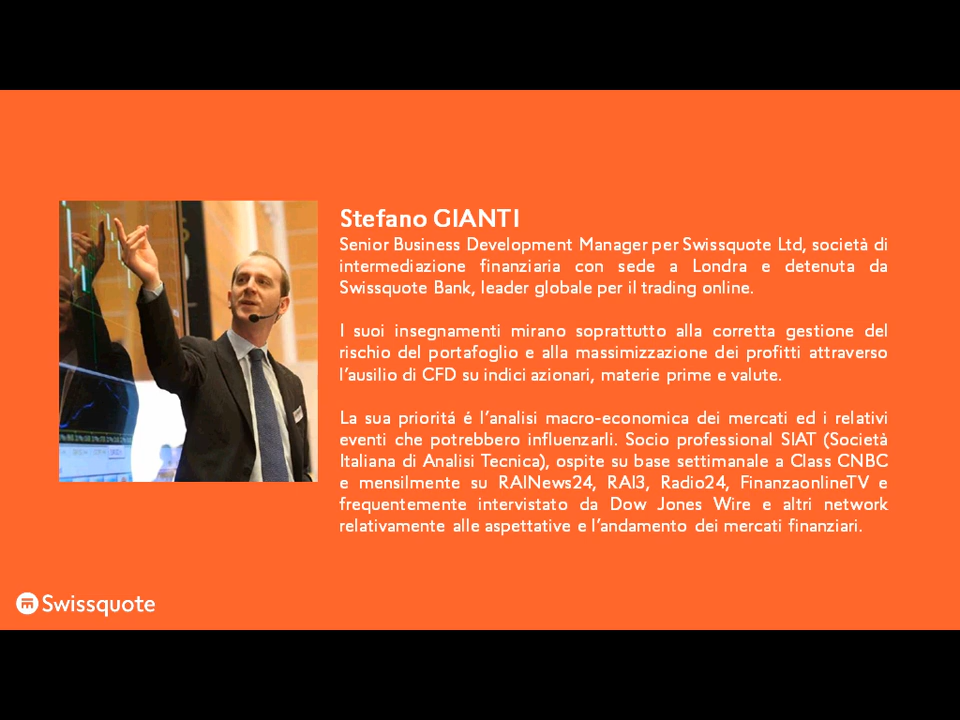 Stefano GIANTI
Senior Business Development Manager per Swissquote Ltd, società di
intermediazione finanziaria con sede a Londra e detenuta da
Swissquote Bank, leader globale per il trading online.
I suoi insegnamenti mirano soprattutto alla corretta gestione del
rischio del portafoglio e alla massimizzazione dei profitti attraverso
l'ausilio di CFD su indici azionari, materie prime e valute.
La sua prioritá é l'analisi macro-economica dei mercati ed i relativi
eventi che potrebbero influenzarli. Socio professional SIAT (Società
Italiana di Analisi Tecnica), ospite su base settimanale a Class CNBC
e mensilmente su RAINews24, RAI3, Radio24, FinanzaonlineTV e
frequentemente intervistato da Dow Jones Wire e altri network
relativamente alle aspettative e l'andamento dei mercati finanziari.
Swissquote